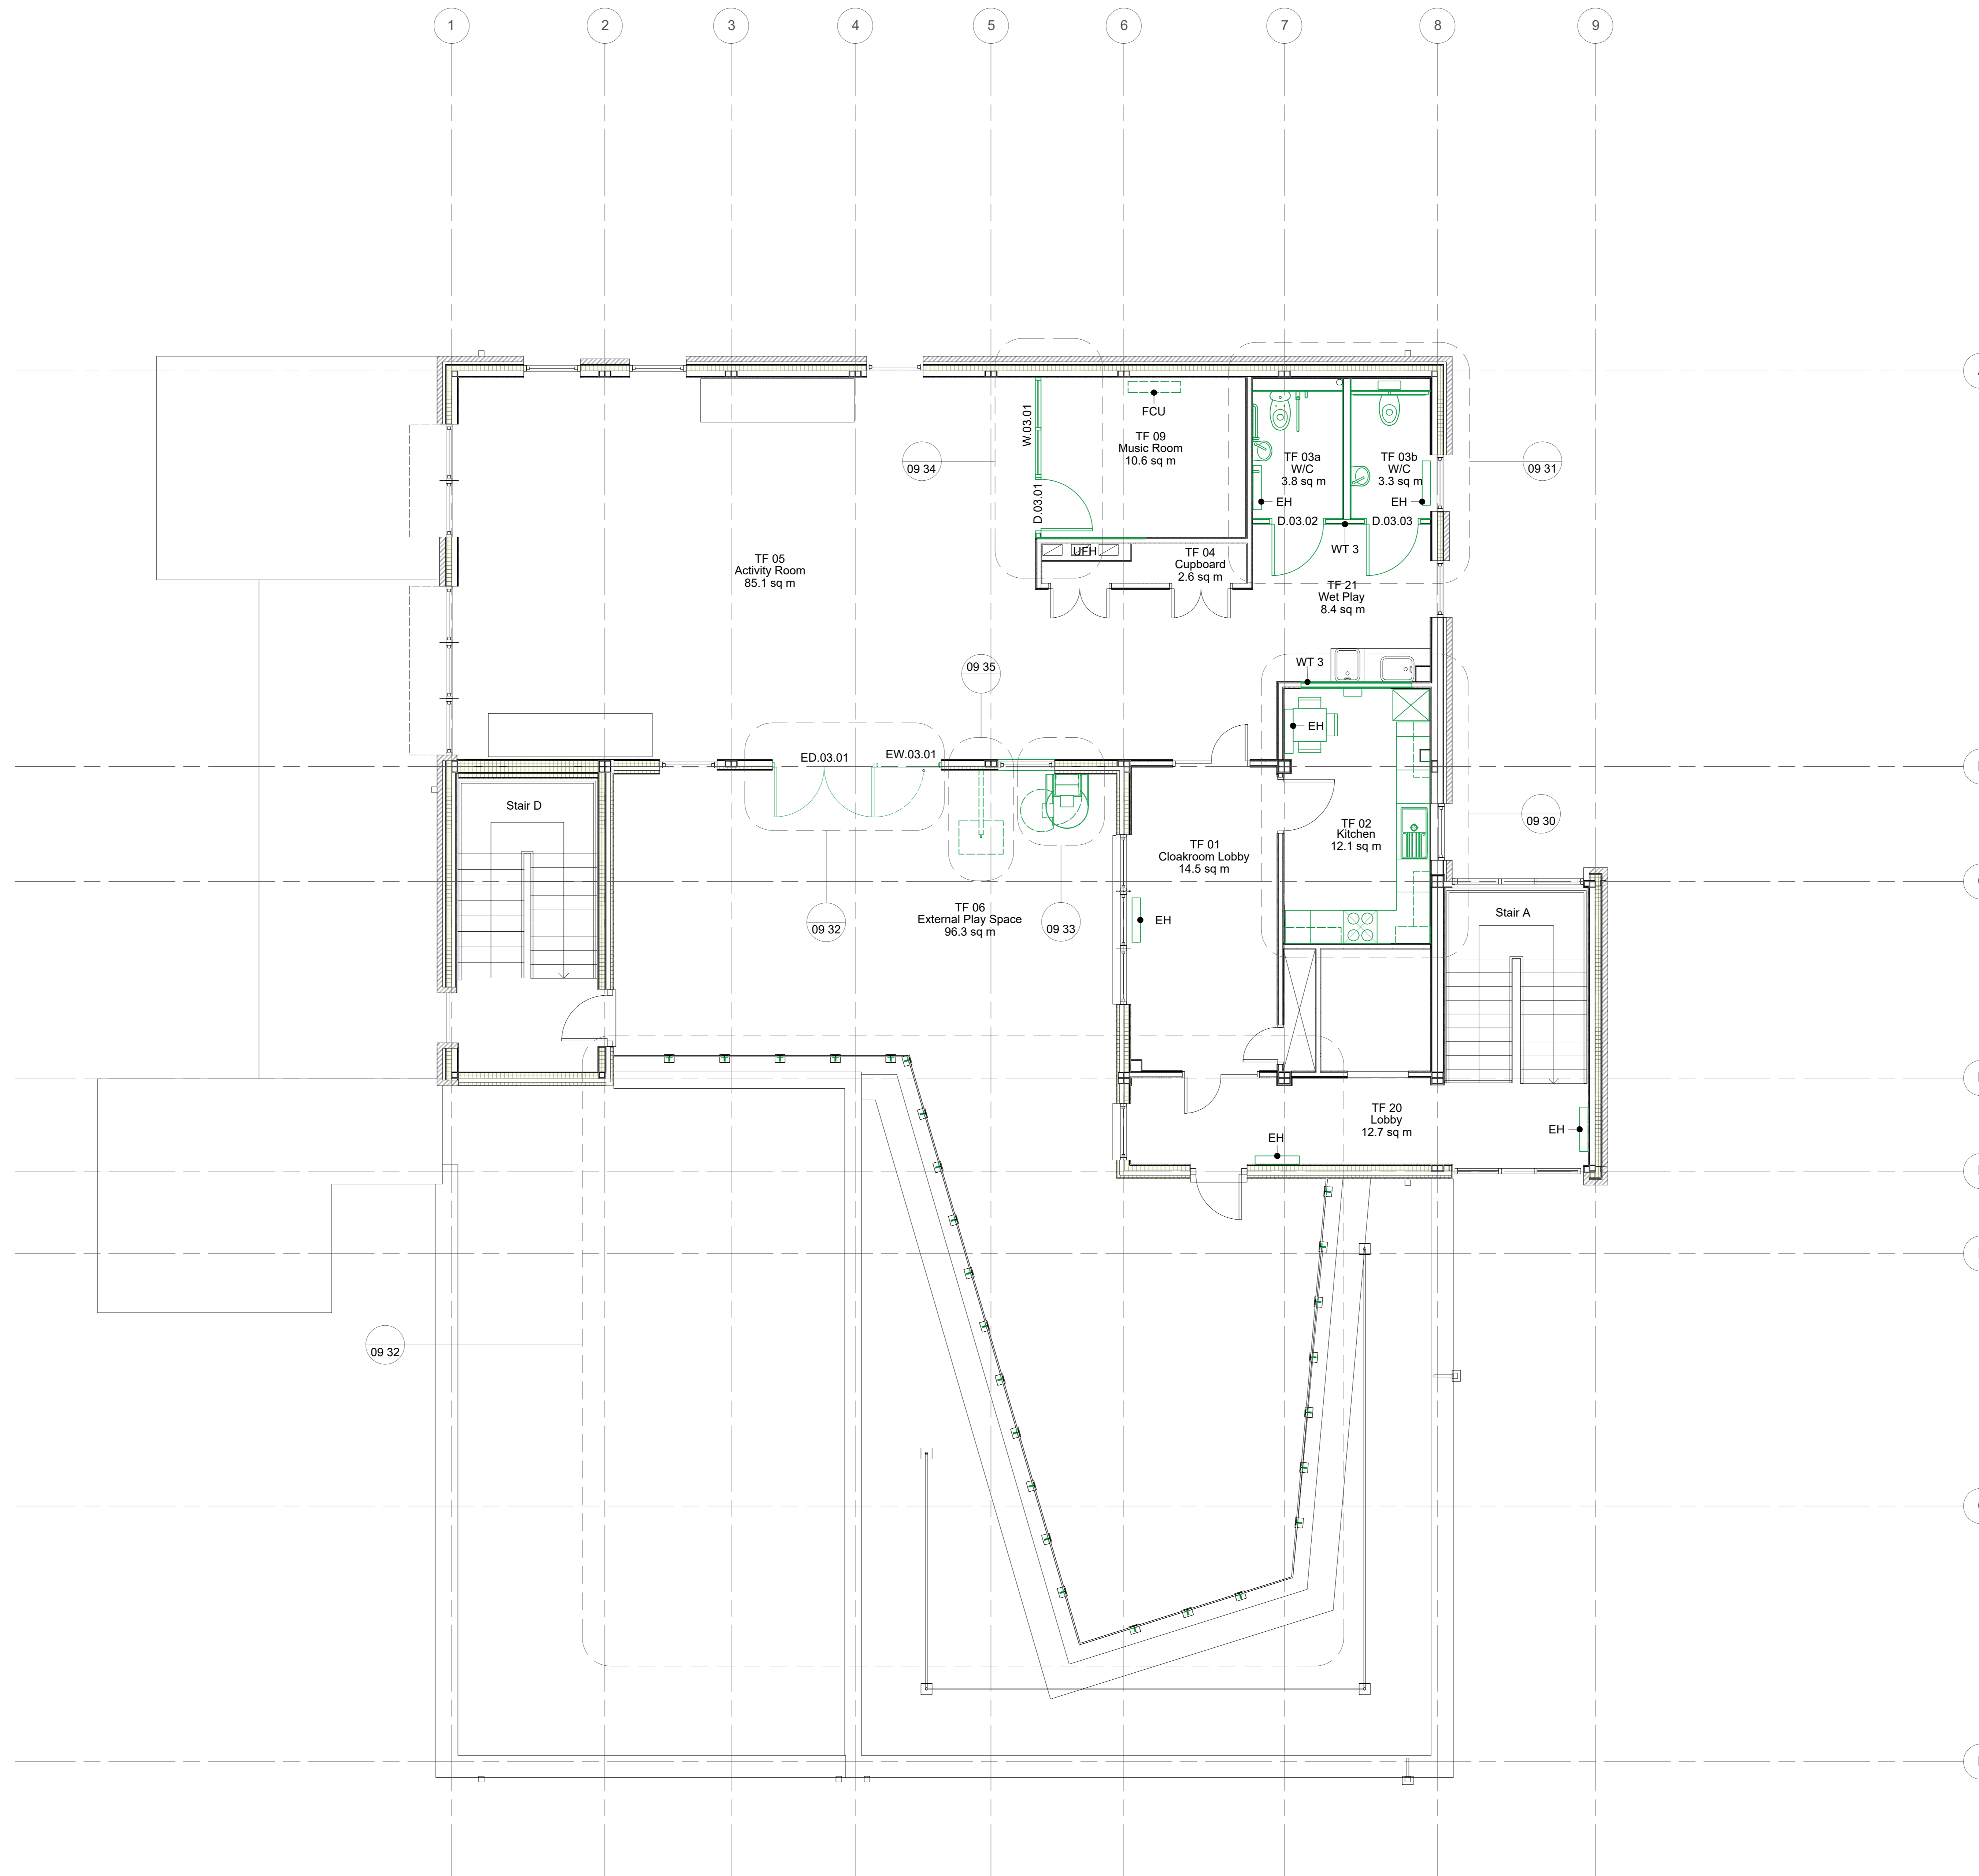 1
2
3
4
5
6
7
8
9
W.03.01
FCU
TF 09
Music Room
10.6 sq m
09 34
TF 03a
W/C
3.8 sq m
TF 03b
W/C
3.3 sq m
09 31
EH
EH
D.03.01
D.03.02
D.03.03
WT 3
UFH
TF 04
Cupboard
2.6 sq m
TF 05
Activity Room
85.1 sq m
TF 21
Wet Play
8.4 sq m
09 35
WT 3
EH
ED.03.01
EW.03.01
Stair D
09 30
TF 02
Kitchen
12.1 sq m
TF 01
Cloakroom Lobby
14.5 sq m
TF 06
External Play Space
96.3 sq m
09 32
09 33
EH
Stair A
TF 20
Lobby
12.7 sq m
EH
EH
09 32